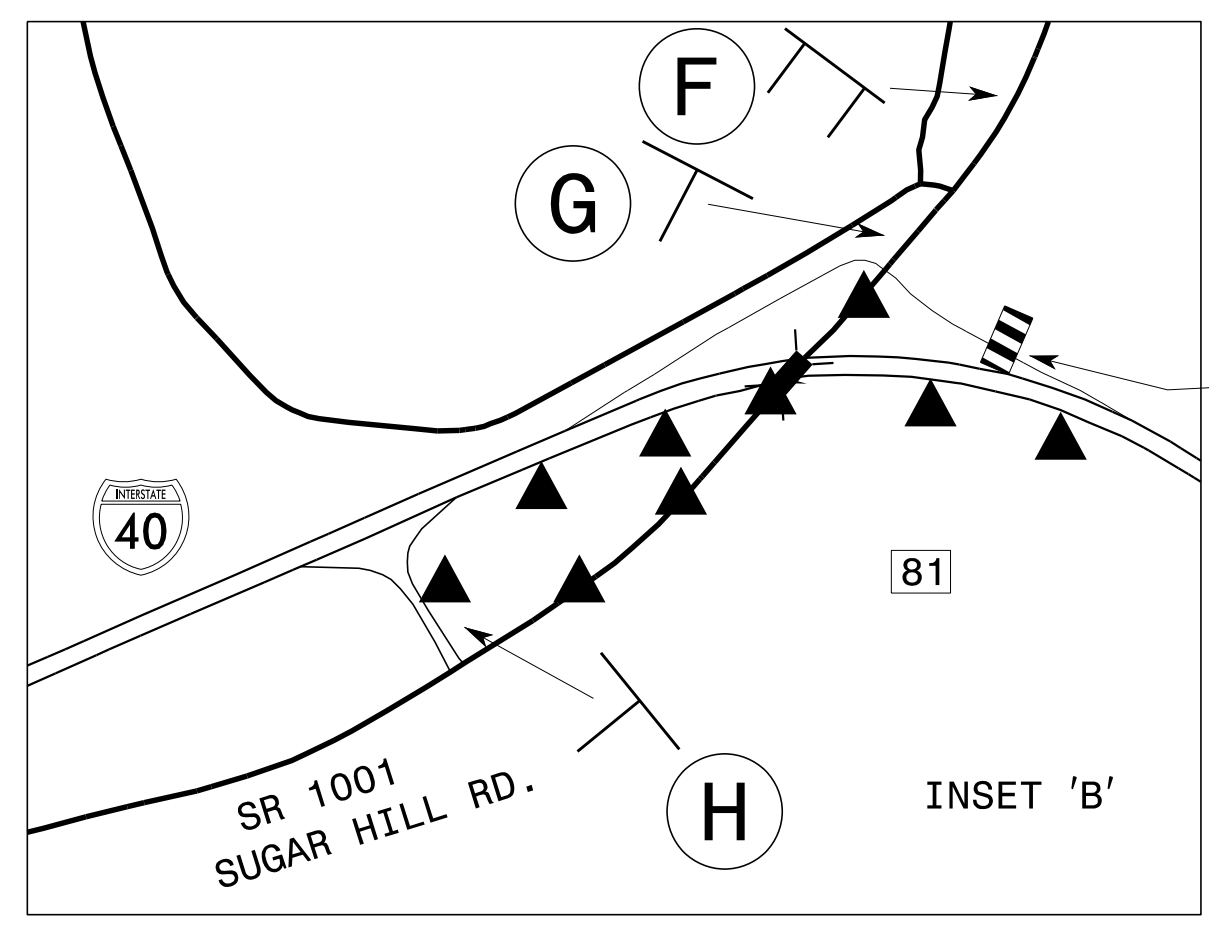 F
G
INTERSTATE
40
81
SR 1001
SUGAR HILL RD.
H
INSET 'B'